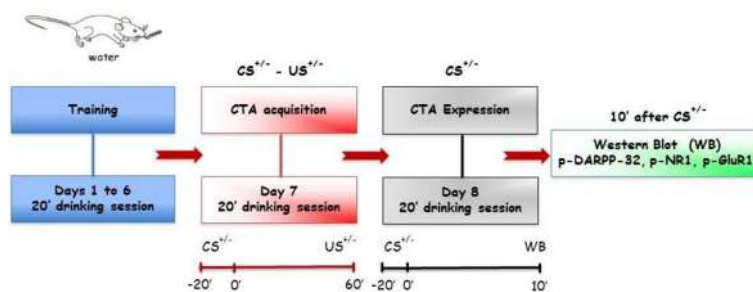 water
CS+/- - US+/-
CS+/-
Training
CTA acquisition
CTA Expression
10' after CS+/-
Western Blot (WB)
p-DARPP-32, p-NR1, p-GluR1
Days 1 to 6
20' drinking session
Day 7
20' drinking session
Day 8
20' drinking session
CS+/- US+/-
-20' 0' 60'
CS+/- WB
-20' 0' 10'